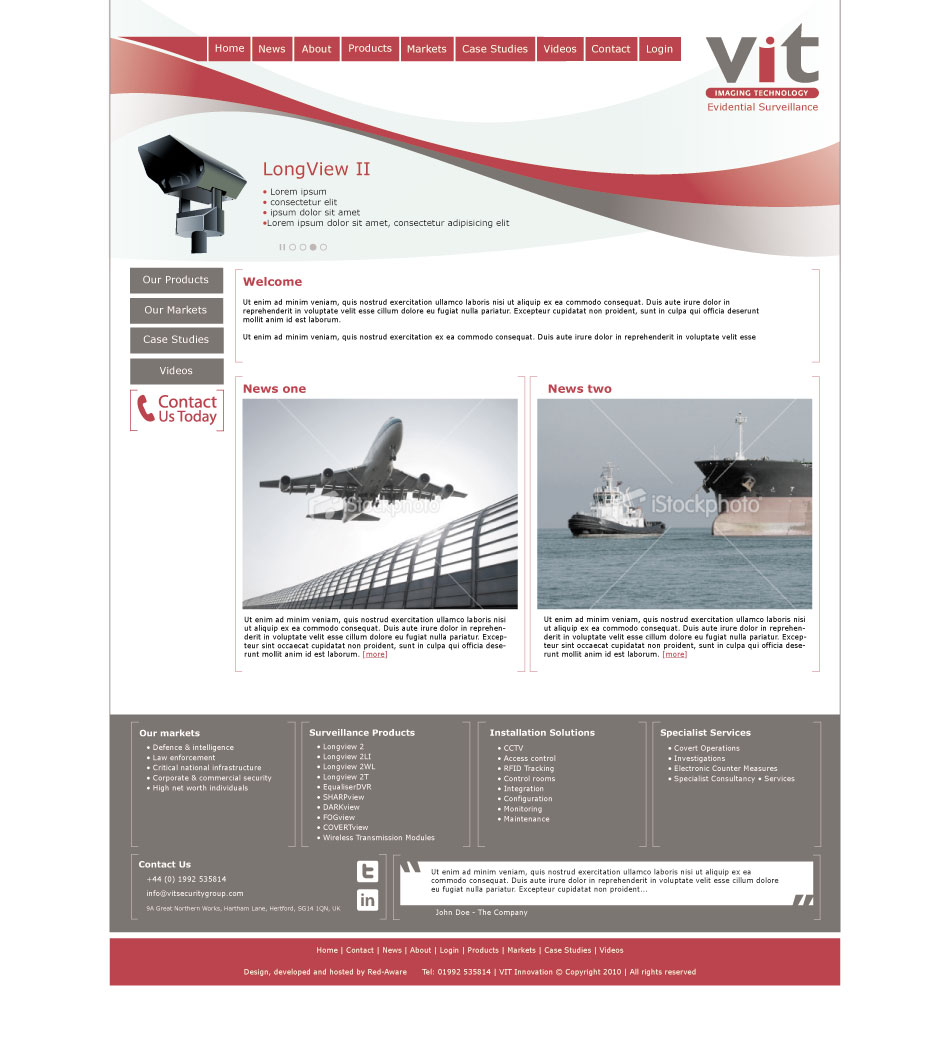 Home News About Products Markets Case Studies Videos Contact Login
vit
IMAGING TECHNOLOGY
Evidential Surveillance
LongView II
• Lorem ipsum
• consectetur elit
• ipsum dolor sit amet
•Lorem ipsum dolor sit amet, consectetur adipisicing elit
Our Products
Our Markets
Case Studies
Videos
Contact
Us Today
Welcome
Ut enim ad minim veniam, quis nostrud exercitation ullamco laboris nisi ut aliquip ex ea commodo consequat. Duis aute irure dolor in
reprehenderit in voluptate velit esse cillum dolore eu fugiat nulla pariatur. Excepteur cupidatat non proident, sunt in culpa qui officia deserunt
mollit anim id est laborum.
Ut enim ad minim veniam, quis nostrud exercitation ex ea commodo consequat. Duis aute irure dolor in reprehenderit in voluptate velit esse
News one
iStockphoto
Ut enim ad minim veniam, quis nostrud exercitation ullamco laboris nisi
ut aliquip ex ea commodo consequat. Duis aute irure dolor in reprehen-
derit in voluptate velit esse cillum dolore eu fugiat nulla pariatur. Excep-
teur sint occaecat cupidatat non proident, sunt in culpa qui officia dese-
runt mollit anim id est laborum. [more]
News two
iStockphoto
Ut enim ad minim veniam, quis nostrud exercitation ullamco laboris nisi
ut aliquip ex ea commodo consequat. Duis aute irure dolor in reprehen-
derit in voluptate velit esse cillum dolore eu fugiat nulla pariatur. Excep-
teur sint occaecat cupidatat non proident, sunt in culpa qui officia dese-
runt mollit anim id est laborum. [more]
Our markets
• Defence & intelligence
• Law enforcement
• Critical national infrastructure
• Corporate & commercial security
• High net worth individuals
Surveillance Products
• Longview 2
• Longview 2LI
• Longview 2WL
• Longview 2T
• EqualiserDVR
• SHARPview
• DARKview
• FOGview
• COVERTview
• Wireless Transmission Modules
Installation Solutions
• CCTV
• Access control
• RFID Tracking
• Control rooms
• Integration
• Configuration
• Monitoring
• Maintenance
Specialist Services
• Covert Operations
• Investigations
• Electronic Counter Measures
• Specialist Consultancy • Services
Contact Us
+44 (0) 1992 535814
info@vitsecuritygroup.com
9A Great Northern Works, Hartham Lane, Hertford, SG14 1QN, UK
t
in
Ut enim ad minim veniam, quis nostrud exercitation ullamco laboris nisi ut aliquip ex ea
commodo consequat. Duis aute irure dolor in reprehenderit in voluptate velit esse cillum dolore
eu fugiat nulla pariatur. Excepteur cupidatat non proident...
John Doe - The Company
Home | Contact | News | About | Login | Products | Markets | Case Studies | Videos
Design, developed and hosted by Red-Aware Tel: 01992 535814 | VIT Innovation © Copyright 2010 | All rights reserved